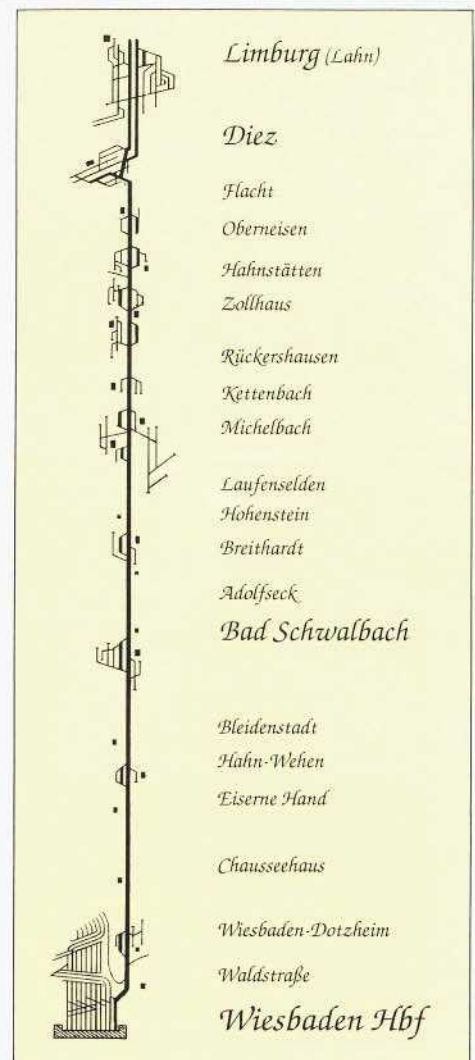 Limburg (Lahn)
Diez
Flacht
Oberneisen
Hahnstätten
Zollhaus
Rückershausen
Kettenbach
Michelbach
Laufenselden
Hohenstein
Breithardt
Adolfseck
Bad Schwalbach
Bleidenstadt
Hahn-Wehen
Eiserne Hand
Chausseehaus
Wiesbaden-Dotzheim
Waldstraße
Wiesbaden Hbf